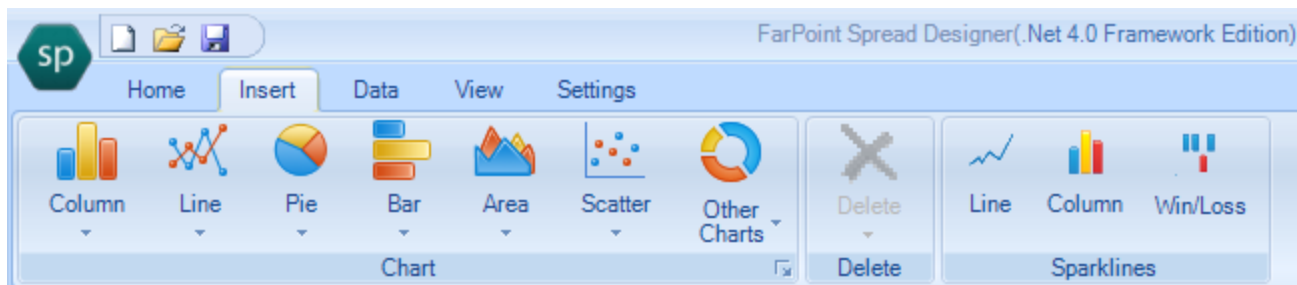 sp
FarPoint Spread Designer(.Net 4.0 Framework Edition)
Home Insert Data View Settings
Column Line Pie Bar Area Scatter Other Charts Delete Line Column Win/Loss
Chart Delete Sparklines